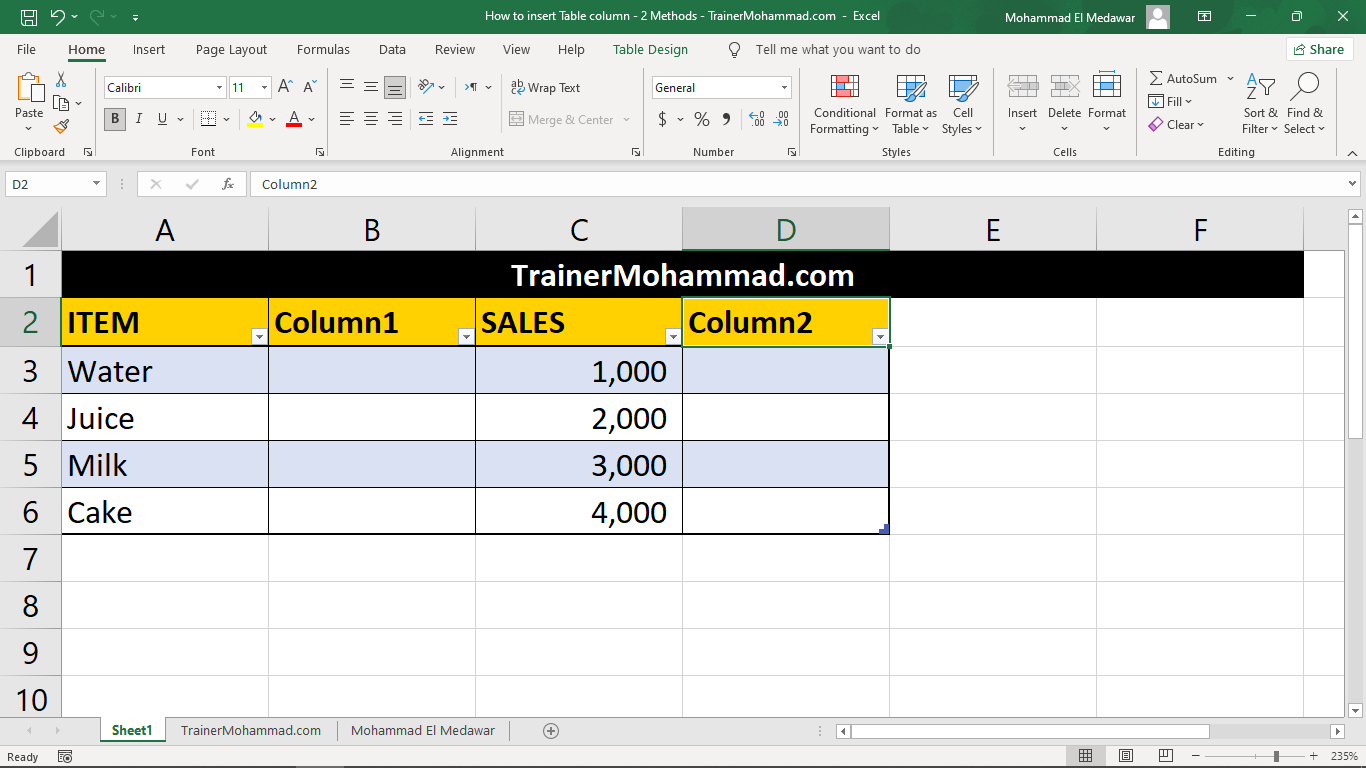 How to insert Table column - 2 Methods - TrainerMohammad.com - Excel
Mohammad El Medawar
File Home Insert Page Layout Formulas Data Review View Help Table Design Tell me what you want to do Share
Paste
Calibri 11
B I U
Wrap Text
Merge & Center
General
$ % 9
Conditional Formatting
Format as Table
Cell Styles
Insert
Delete
Format
AutoSum
Fill
Clear
Sort & Filter
Find & Select
Clipboard Font Alignment Number Styles Cells Editing
D2 fx Column2
A B C D E F
1 TrainerMohammad.com
2 ITEM Column1 SALES Column2
3 Water 1,000
4 Juice 2,000
5 Milk 3,000
6 Cake 4,000
7
8
9
10
Sheet1 TrainerMohammad.com Mohammad El Medawar
Ready 235%